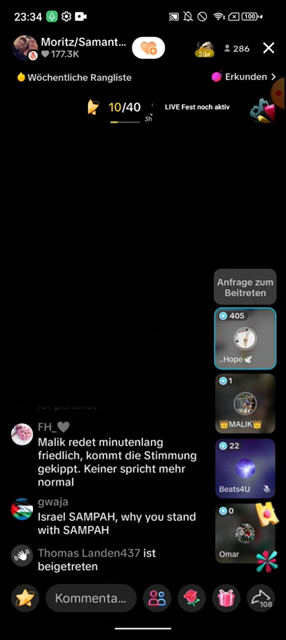 23:34
100
Moritz/Samant...
177.3K
286
Wöchentliche Rangliste
Erkunden >
10/40
3h
LIVE Fest noch aktiv
Anfrage zum
Beitreten
405
..Hope🕊
1
👑MALIK👑
22
Beats4U
0
Omar
FH_🩶
Malik redet minutenlang
friedlich, kommt die Stimmung
gekippt. Keiner spricht mehr
normal
gwaja
Israel SAMPAH, why you stand
with SAMPAH
Thomas Landen437 ist
beigetreten
Kommenta...
108